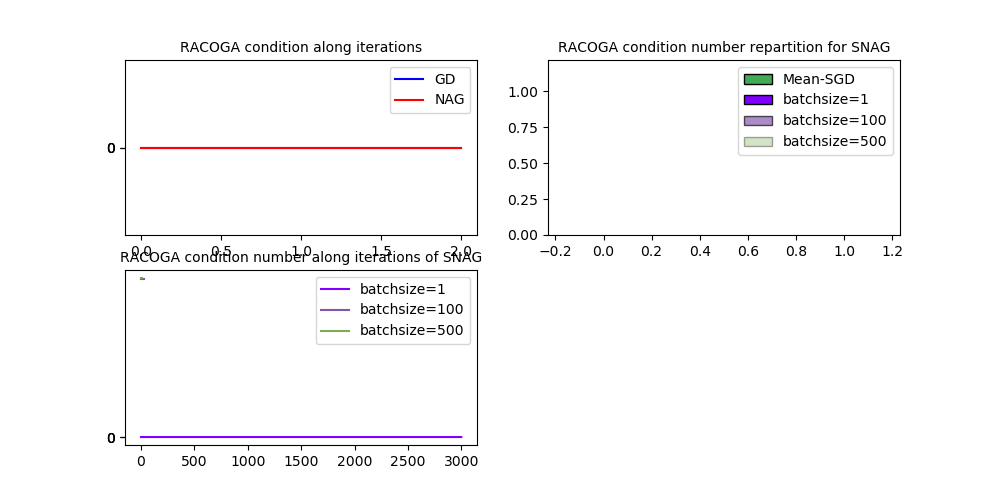 RACOGA condition along iterations
GD
NAG
0
0.0 0.5 1.0 1.5 2.0
RACOGA condition number repartition for SNAG
Mean-SGD
batchsize=1
batchsize=100
batchsize=500
1.00
0.75
0.50
0.25
0.00
−0.2 0.0 0.2 0.4 0.6 0.8 1.0 1.2
RACOGA condition number along iterations of SNAG
batchsize=1
batchsize=100
batchsize=500
0
0 500 1000 1500 2000 2500 3000